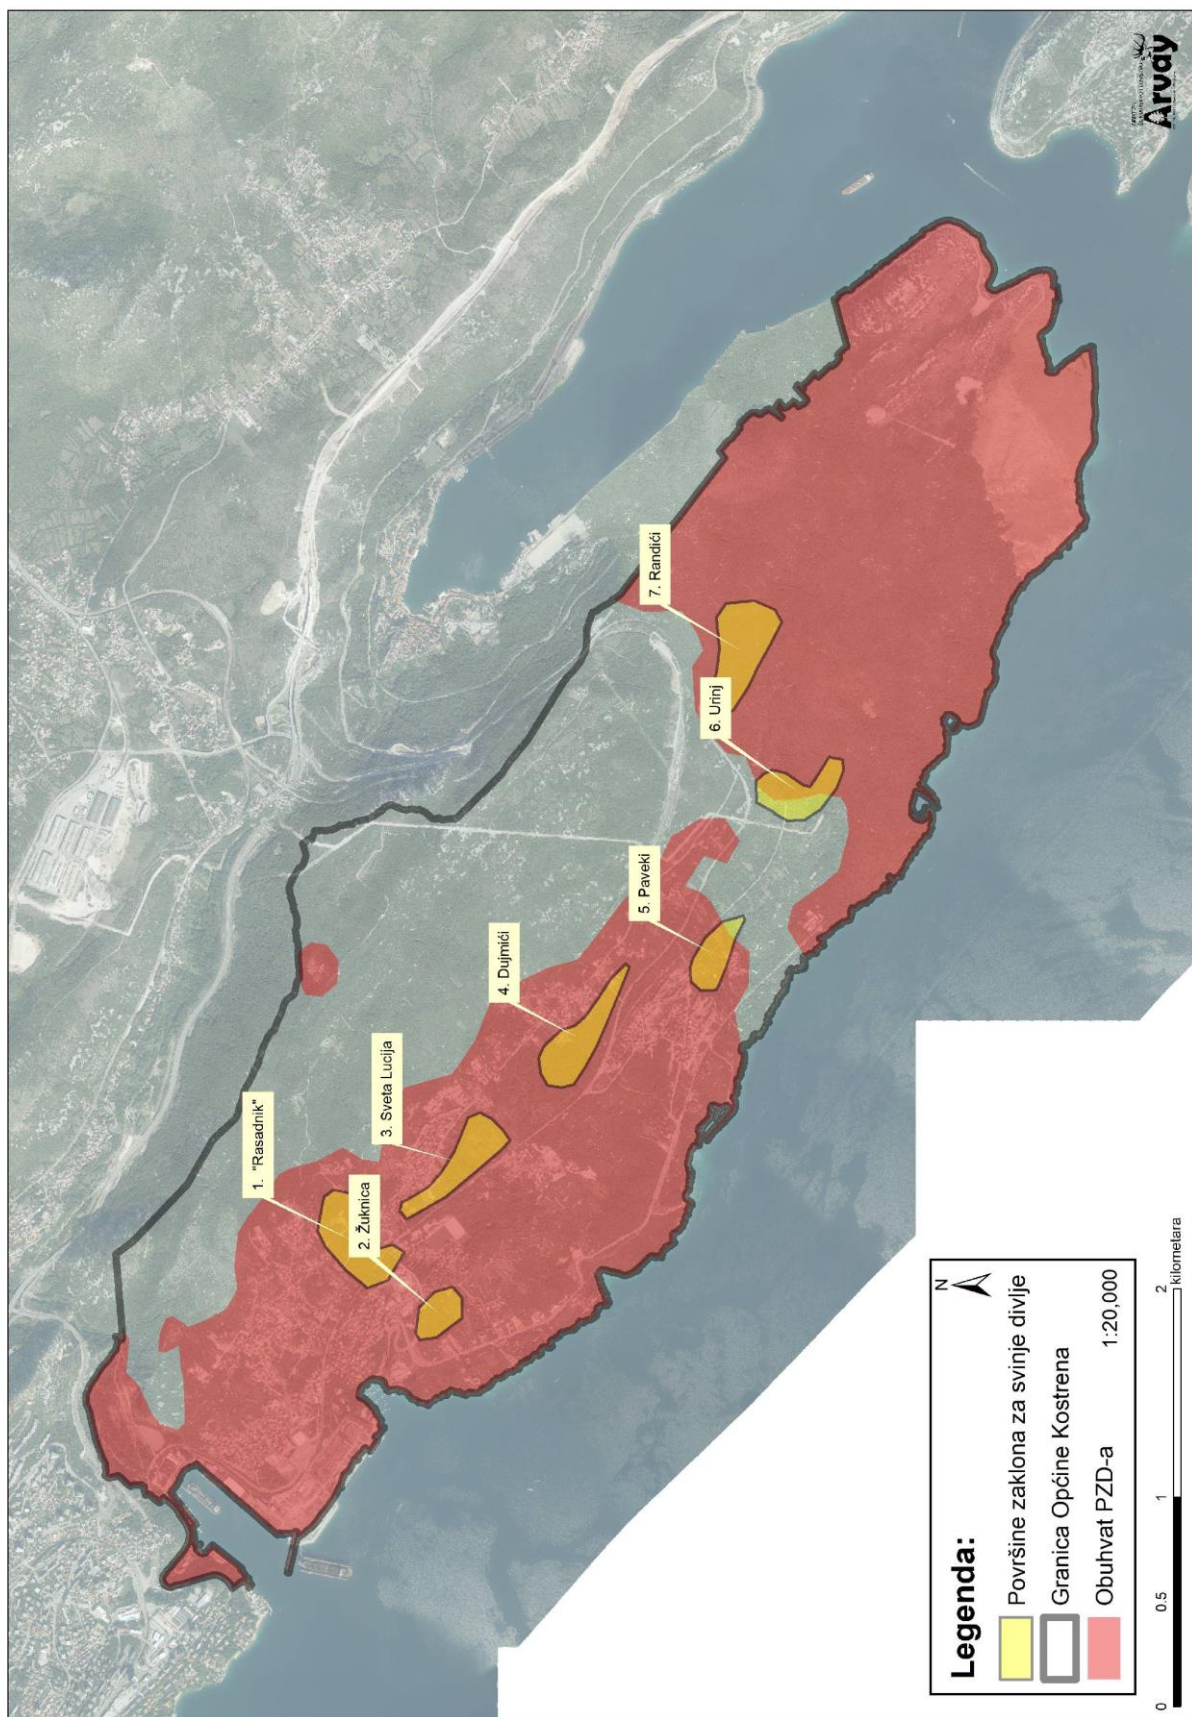 Arvay
1. "Rasadnik"
2. Žuknica
3. Sveta Lucija
4. Dujmići
5. Paveki
6. Urinj
7. Randići
Legenda:
N
Površine zaklona za svinje divlje
Granica Općine Kostrena
Obuhvat PZD-a
1:20,000
0 0.5 1 2
kilometara